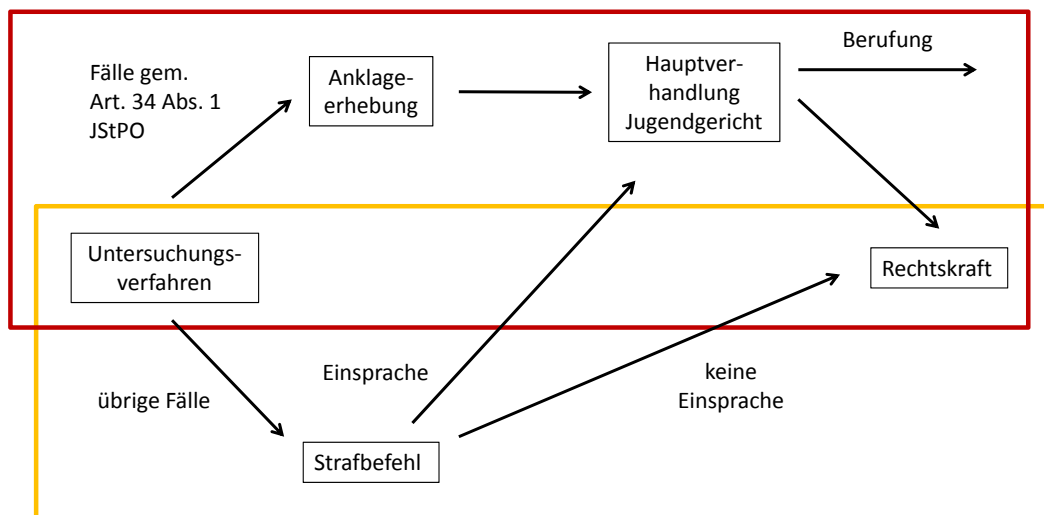 Berufung
Fälle gem.
Art. 34 Abs. 1
JStPO
Anklage-
erhebung
Hauptver-
handlung
Jugendgericht
Untersuchungs-
verfahren
Rechtskraft
übrige Fälle
Einsprache
keine
Einsprache
Strafbefehl